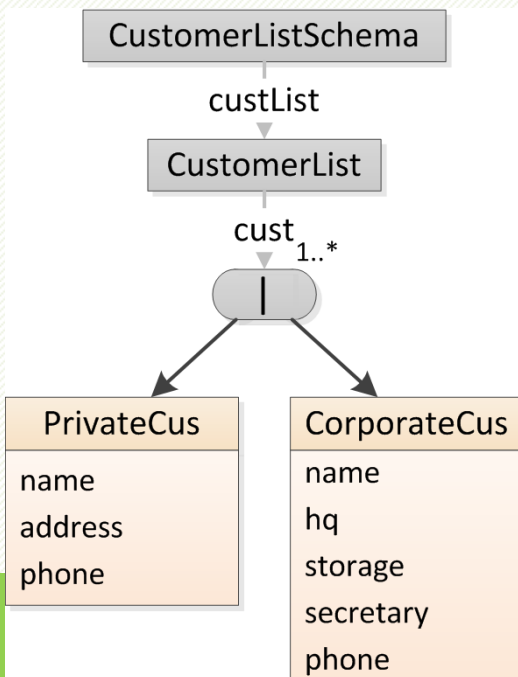 CustomerListSchema
custList
CustomerList
cust
1..*
|
PrivateCus
name
address
phone
CorporateCus
name
hq
storage
secretary
phone